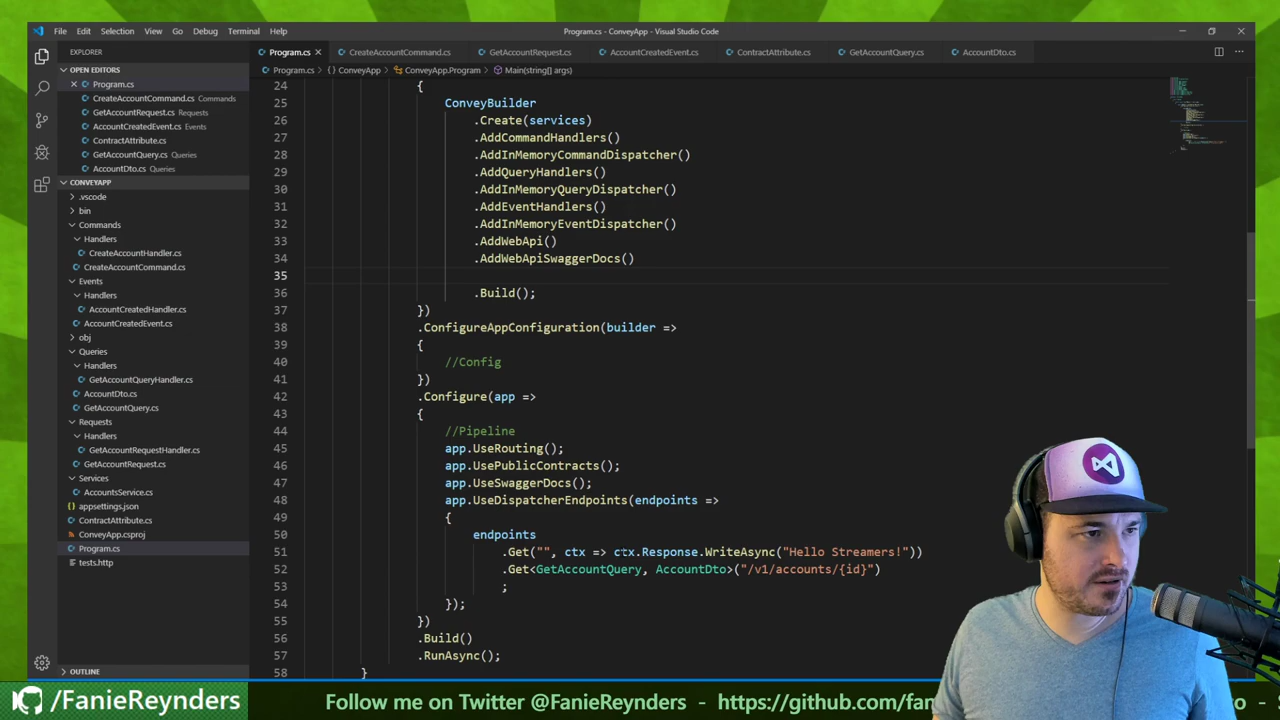 File Edit Selection View Go Debug Terminal Help
Program.cs - ConveyApp - Visual Studio Code
EXPLORER
OPEN EDITORS
Program.cs
CreateAccountCommand.cs Commands
GetAccountRequest.cs Requests
AccountCreatedEvent.cs Events
ContractAttribute.cs
GetAccountQuery.cs Queries
AccountDto.cs Queries
CONVEYAPP
.vscode
bin
Commands
Handlers
CreateAccountHandler.cs
CreateAccountCommand.cs
Events
Handlers
AccountCreatedHandler.cs
AccountCreatedEvent.cs
obj
Queries
Handlers
GetAccountQueryHandler.cs
AccountDto.cs
GetAccountQuery.cs
Requests
Handlers
GetAccountRequestHandler.cs
GetAccountRequest.cs
Services
AccountsService.cs
appsettings.json
ContractAttribute.cs
ConveyApp.csproj
Program.cs
tests.http
OUTLINE
Program.cs CreateAccountCommand.cs GetAccountRequest.cs AccountCreatedEvent.cs ContractAttribute.cs GetAccountQuery.cs AccountDto.cs
Program.cs > {} ConveyApp > ConveyApp.Program > Main(string[] args)
24 {
25 ConveyBuilder
26 .Create(services)
27 .AddCommandHandlers()
28 .AddInMemoryCommandDispatcher()
29 .AddQueryHandlers()
30 .AddInMemoryQueryDispatcher()
31 .AddEventHandlers()
32 .AddInMemoryEventDispatcher()
33 .AddWebApi()
34 .AddWebApiSwaggerDocs()
35
36 .Build();
37 })
38 .ConfigureAppConfiguration(builder =>
39 {
40 //Config
41 })
42 .Configure(app =>
43 {
44 //Pipeline
45 app.UseRouting();
46 app.UsePublicContracts();
47 app.UseSwaggerDocs();
48 app.UseDispatcherEndpoints(endpoints =>
49 {
50 endpoints
51 .Get("", ctx => ctx.Response.WriteAsync("Hello Streamers!"))
52 .Get<GetAccountQuery, AccountDto>("/v1/accounts/{id}")
53 ;
54 });
55 })
56 .Build()
57 .RunAsync();
58 }
/FanieReynders
Follow me on Twitter @FanieReynders - https://github.com/fan